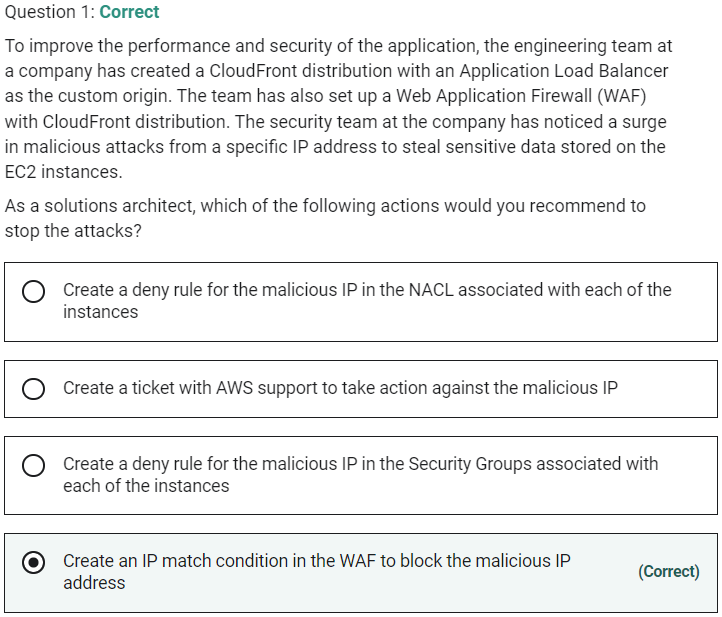 Question 1: Correct
To improve the performance and security of the application, the engineering team at
a company has created a CloudFront distribution with an Application Load Balancer
as the custom origin. The team has also set up a Web Application Firewall (WAF)
with CloudFront distribution. The security team at the company has noticed a surge
in malicious attacks from a specific IP address to steal sensitive data stored on the
EC2 instances.
As a solutions architect, which of the following actions would you recommend to
stop the attacks?
Create a deny rule for the malicious IP in the NACL associated with each of the
instances
Create a ticket with AWS support to take action against the malicious IP
Create a deny rule for the malicious IP in the Security Groups associated with
each of the instances
Create an IP match condition in the WAF to block the malicious IP
address
(Correct)